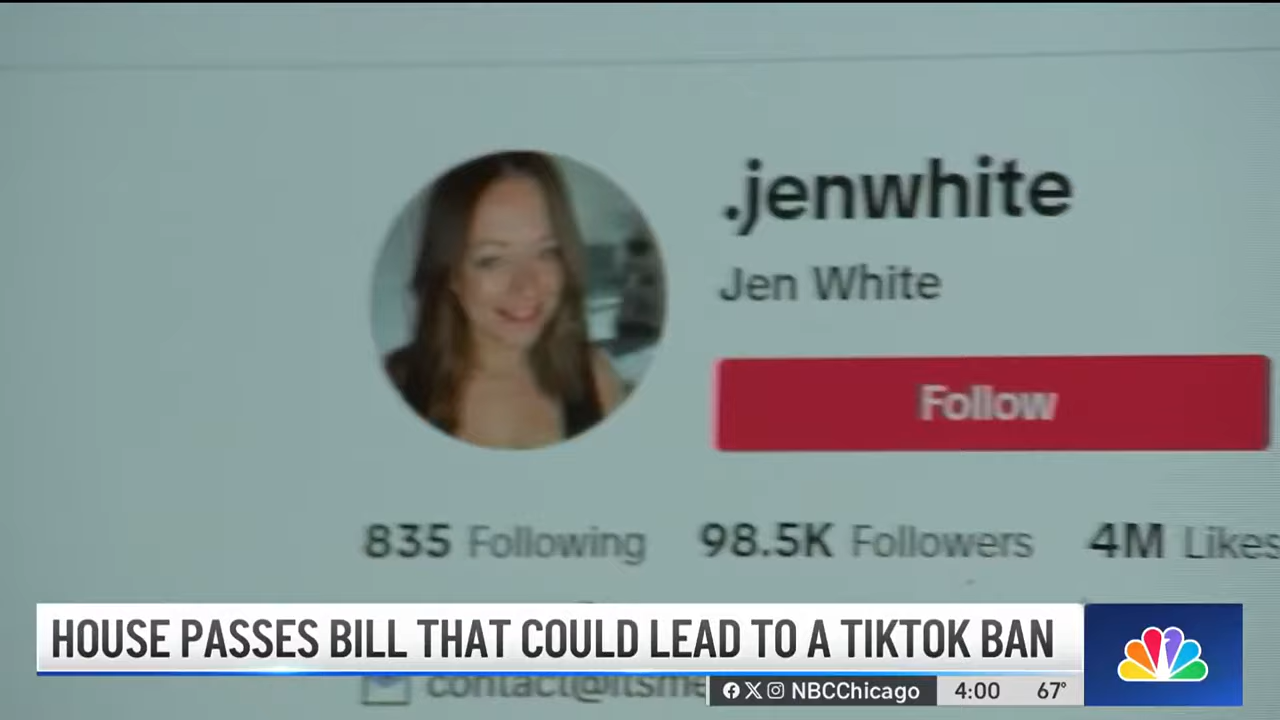 .jenwhite
Jen White
Follow
835 Following 98.5K Followers 4M Likes
HOUSE PASSES BILL THAT COULD LEAD TO A TIKTOK BAN
NBCChicago 4:00 67°